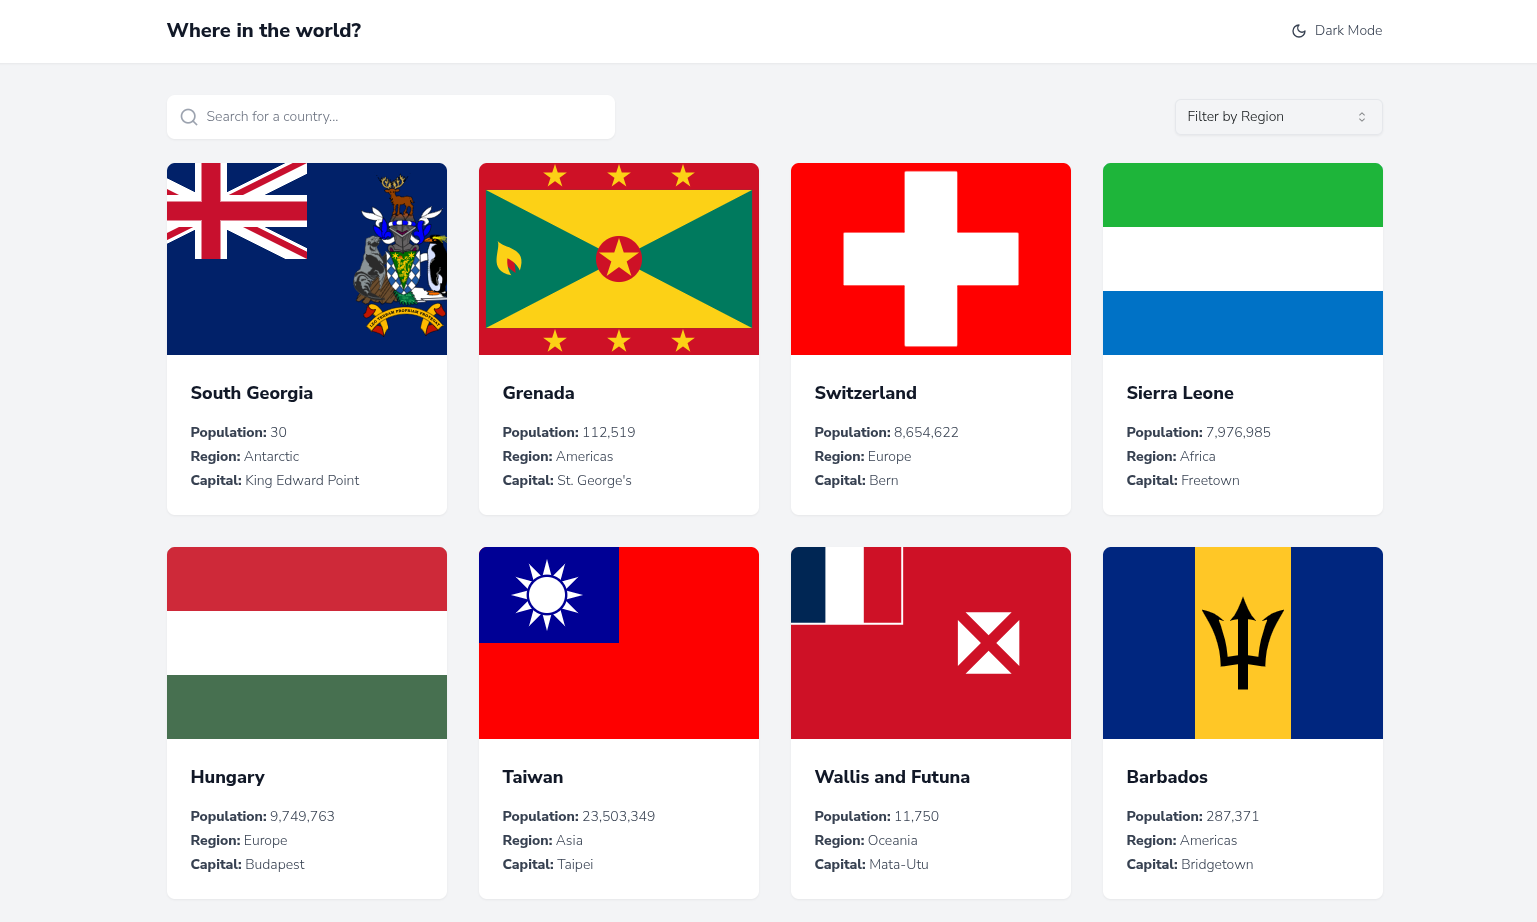 Where in the world?
Dark Mode
Search for a country...
Filter by Region
South Georgia
Population: 30
Region: Antarctic
Capital: King Edward Point
Grenada
Population: 112,519
Region: Americas
Capital: St. George's
Switzerland
Population: 8,654,622
Region: Europe
Capital: Bern
Sierra Leone
Population: 7,976,985
Region: Africa
Capital: Freetown
Hungary
Population: 9,749,763
Region: Europe
Capital: Budapest
Taiwan
Population: 23,503,349
Region: Asia
Capital: Taipei
Wallis and Futuna
Population: 11,750
Region: Oceania
Capital: Mata-Utu
Barbados
Population: 287,371
Region: Americas
Capital: Bridgetown